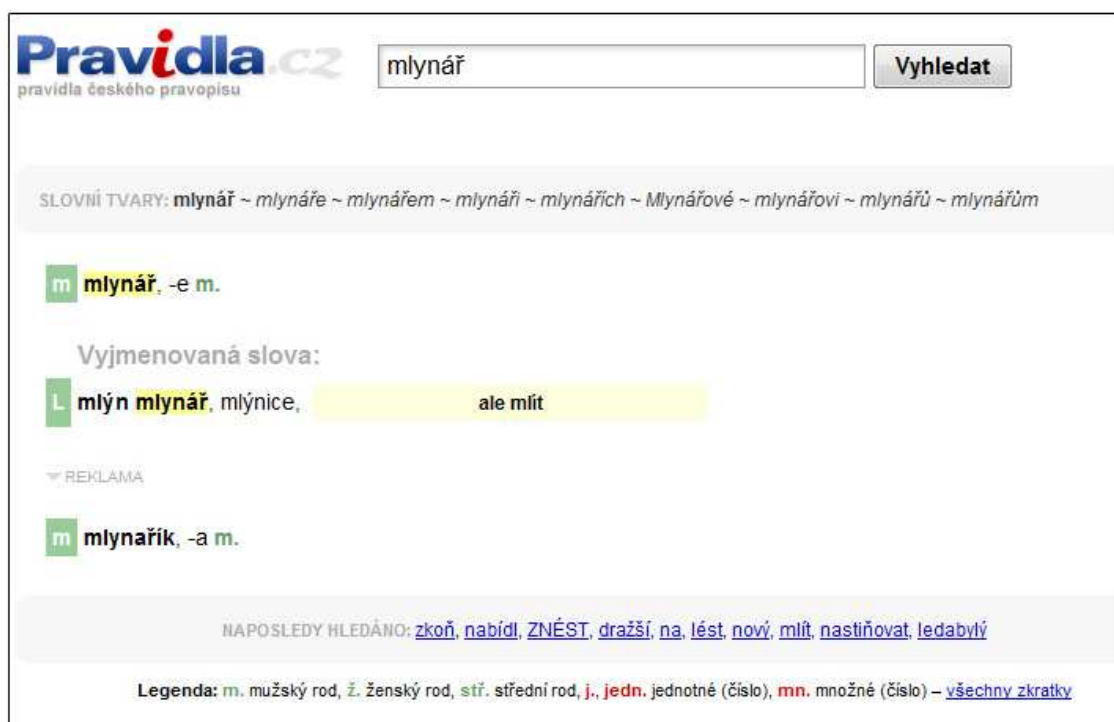 Pravidla.cz
mlynář
Vyhledat
pravidla českého pravopisu
SLOVNÍ TVARY: mlynář ~ mlynáře ~ mlynářem ~ mlynáři ~ mlynářích ~ Mlynářové ~ mlynářovi ~ mlynářů ~ mlynářům
m mlynář, -e m.
Vyjmenovaná slova:
L mlýn mlynář, mlýnice, ale mlít
REKLAMA
m mlynařík, -a m.
NAPOSLEDY HLEDÁNO: zkoň, nabídl, ZNÉST, dražší, na, lést, nový, mlít, nastiňovat, ledabylý
Legenda: m. mužský rod, ž. ženský rod, stř. střední rod, j., jedn. jednotné (číslo), mn. množné (číslo) – všechny zkratky